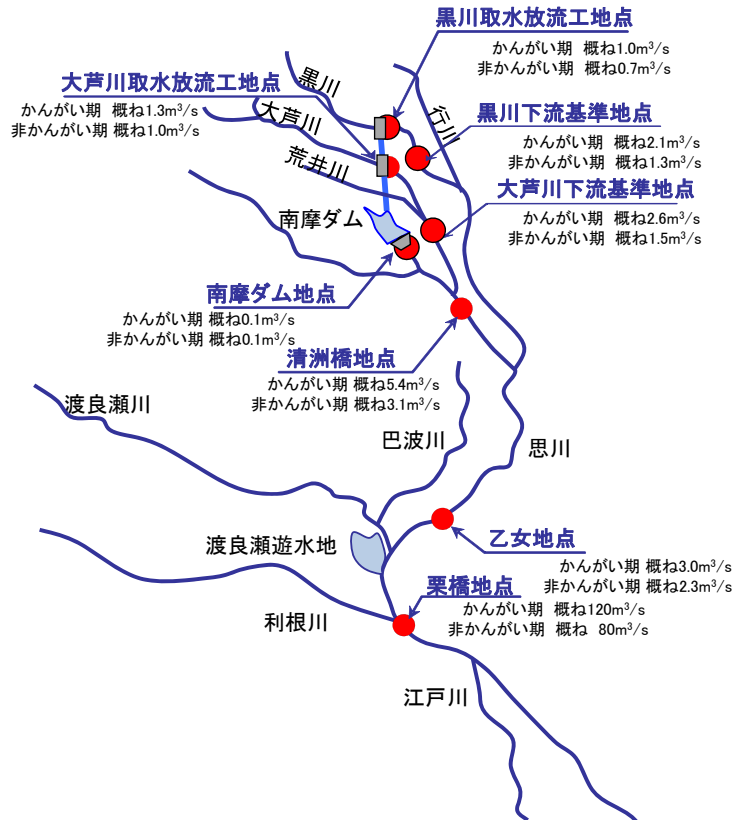 黒川取水放流工地点
かんがい期 概ね1.0m³/s
非かんがい期 概ね0.7m³/s
大芦川取水放流工地点
かんがい期 概ね1.3m³/s
非かんがい期 概ね1.0m³/s
黒川
大芦川
荒井川
行川
黒川下流基準地点
かんがい期 概ね2.1m³/s
非かんがい期 概ね1.3m³/s
大芦川下流基準地点
かんがい期 概ね2.6m³/s
非かんがい期 概ね1.5m³/s
南摩ダム
南摩ダム地点
かんがい期 概ね0.1m³/s
非かんがい期 概ね0.1m³/s
清洲橋地点
かんがい期 概ね5.4m³/s
非かんがい期 概ね3.1m³/s
渡良瀬川
巴波川
思川
渡良瀬遊水地
乙女地点
かんがい期 概ね3.0m³/s
非かんがい期 概ね2.3m³/s
栗橋地点
かんがい期 概ね120m³/s
非かんがい期 概ね 80m³/s
利根川
江戸川